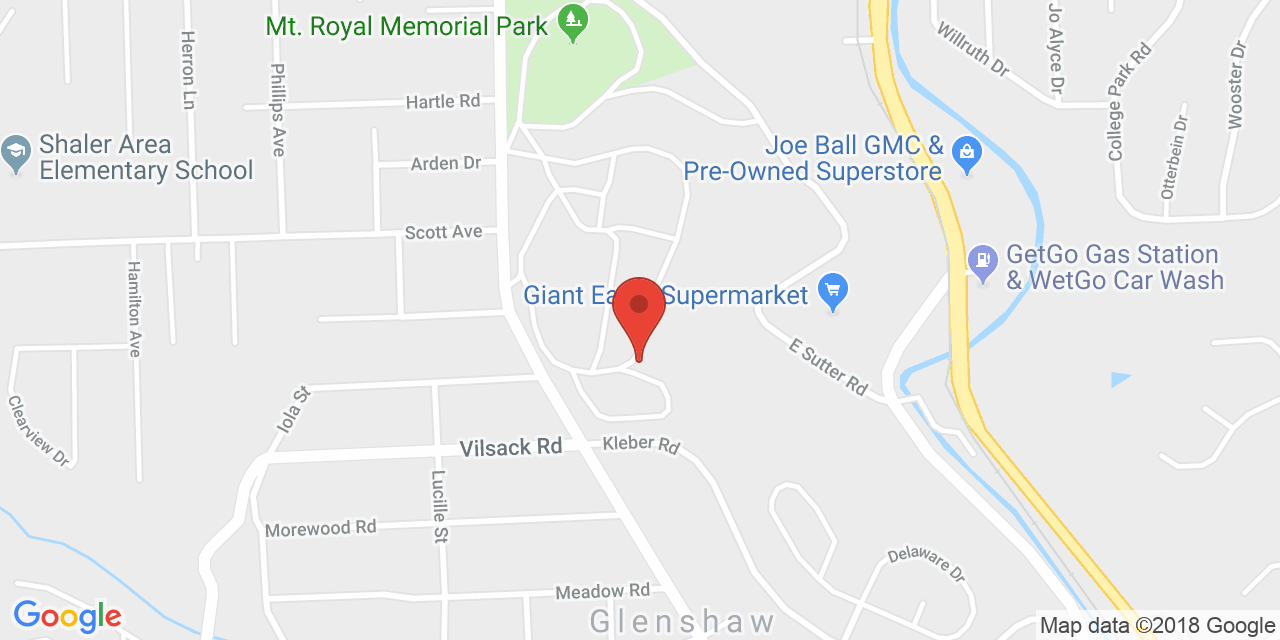 Mt. Royal Memorial Park
Willruth Dr
Jo Alyce Dr
College Park Rd
Wooster Dr
Otterbein Dr
Herron Ln
Phillips Ave
Hartle Rd
Shaler Area
Elementary School
Arden Dr
Joe Ball GMC &
Pre-Owned Superstore
Scott Ave
Hamilton Ave
GetGo Gas Station
& WetGo Car Wash
Giant Ea Supermarket
E Sutter Rd
Clearview Dr
Iola St
Vilsack Rd
Kleber Rd
Lucille St
Morewood Rd
Delaware Dr
Meadow Rd
Glenshaw
Google
Map data ©2018 Google